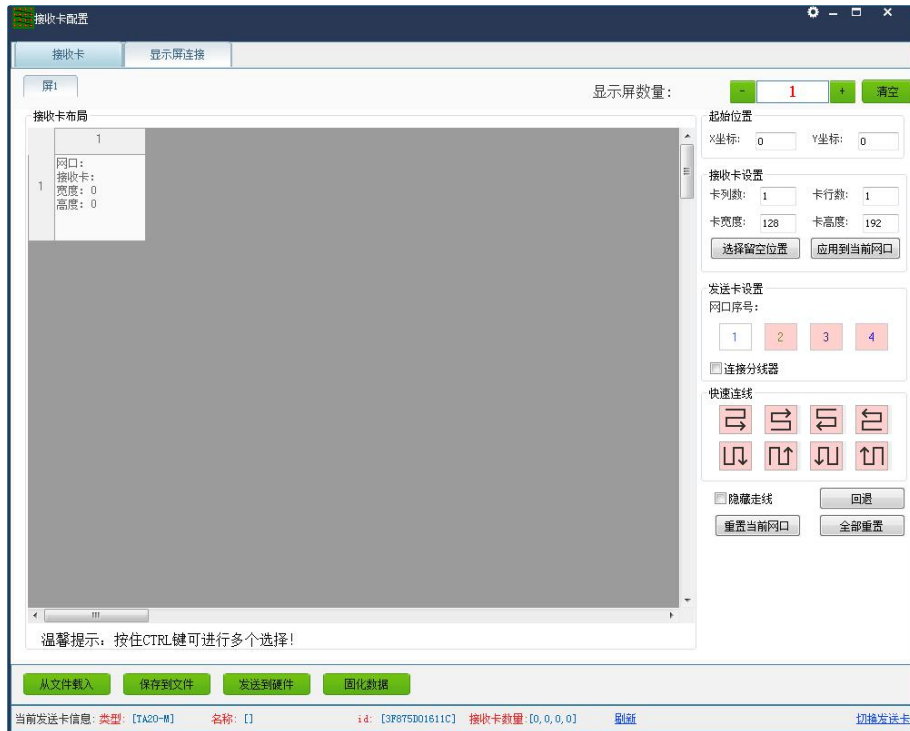 接收卡配置
接收卡 显示屏连接
屏1 显示屏数量: - 1 + 清空
接收卡布局
1
1
网口:
接收卡:
宽度: 0
高度: 0
温馨提示: 按住CTRL键可进行多个选择!
起始位置
X坐标: 0 Y坐标: 0
接收卡设置
卡列数: 1 卡行数: 1
卡宽度: 128 卡高度: 192
选择留空位置 应用到当前网口
发送卡设置
网口序号:
1 2 3 4
连接分线器
快速连线
隐藏走线 回退
重置当前网口 全部重置
从文件载入 保存到文件 发送到硬件 固化数据
当前发送卡信息: 类型: [TA20-M] 名称: [] id: [3F875D01611C] 接收卡数量:[0,0,0,0] 刷新 切换发送卡